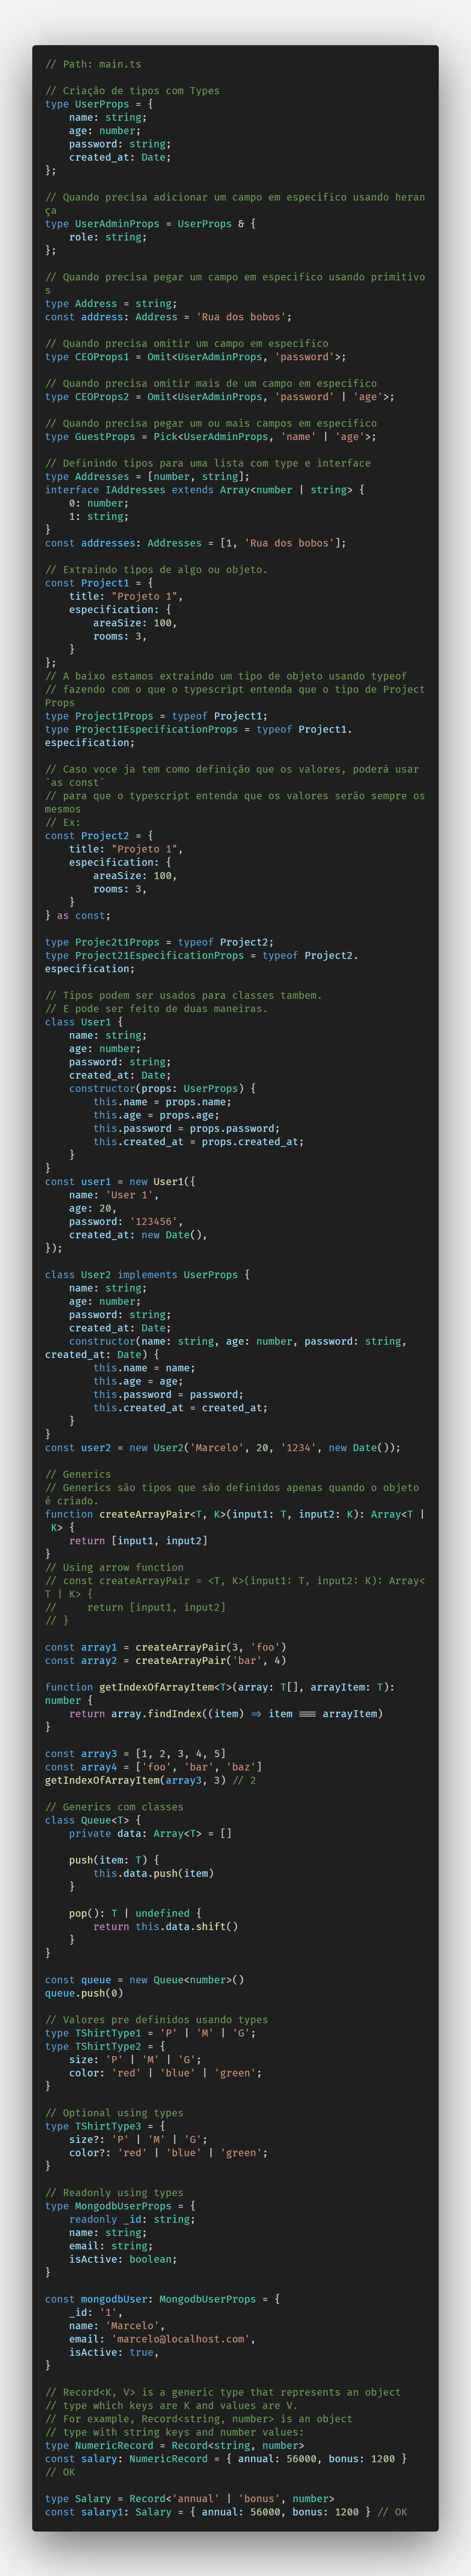 // Path: main.ts
// Criação de tipos com Types
type UserProps = {
    name: string;
    age: number;
    password: string;
    created_at: Date;
};
// Quando precisa adicionar um campo em especifico usando heran
ça
type UserAdminProps = UserProps & {
    role: string;
};
// Quando precisa pegar um campo em especifico usando primitivo
s
type Address = string;
const address: Address = 'Rua dos bobos';
// Quando precisa omitir um campo em especifico
type CEOProps1 = Omit<UserAdminProps, 'password'>;
// Quando precisa omitir mais de um campo em especifico
type CEOProps2 = Omit<UserAdminProps, 'password' | 'age'>;
// Quando precisa pegar um ou mais campos em especifico
type GuestProps = Pick<UserAdminProps, 'name' | 'age'>;
// Definindo tipos para uma lista com type e interface
type Addresses = [number, string];
interface IAddresses extends Array<number | string> {
    0: number;
    1: string;
}
const addresses: Addresses = [1, 'Rua dos bobos'];
// Extraindo tipos de algo ou objeto.
const Project1 = {
    title: "Projeto 1",
    especification: {
        areaSize: 100,
        rooms: 3,
    }
};
// A baixo estamos extraindo um tipo de objeto usando typeof
// fazendo com o que o typescript entenda que o tipo de Project
Props
type Project1Props = typeof Project1;
type Project1EspecificationProps = typeof Project1.
especification;
// Caso voce ja tem como definição que os valores, poderá usar
`as const`
// para que o typescript entenda que os valores serão sempre os
mesmos
// Ex:
const Project2 = {
    title: "Projeto 1",
    especification: {
        areaSize: 100,
        rooms: 3,
    }
} as const;
type Projec2t1Props = typeof Project2;
type Project21EspecificationProps = typeof Project2.
especification;
// Tipos podem ser usados para classes tambem.
// E pode ser feito de duas maneiras.
class User1 {
    name: string;
    age: number;
    password: string;
    created_at: Date;
    constructor(props: UserProps) {
        this.name = props.name;
        this.age = props.age;
        this.password = props.password;
        this.created_at = props.created_at;
    }
}
const user1 = new User1({
    name: 'User 1',
    age: 20,
    password: '123456',
    created_at: new Date(),
});
class User2 implements UserProps {
    name: string;
    age: number;
    password: string;
    created_at: Date;
    constructor(name: string, age: number, password: string,
created_at: Date) {
        this.name = name;
        this.age = age;
        this.password = password;
        this.created_at = created_at;
    }
}
const user2 = new User2('Marcelo', 20, '1234', new Date());
// Generics
// Generics são tipos que são definidos apenas quando o objeto
é criado.
function createArrayPair<T, K>(input1: T, input2: K): Array<T |
 K> {
    return [input1, input2]
}
// Using arrow function
// const createArrayPair = <T, K>(input1: T, input2: K): Array<
T | K> {
//     return [input1, input2]
// }
const array1 = createArrayPair(3, 'foo')
const array2 = createArrayPair('bar', 4)
function getIndexOfArrayItem<T>(array: T[], arrayItem: T):
number {
    return array.findIndex((item) => item === arrayItem)
}
const array3 = [1, 2, 3, 4, 5]
const array4 = ['foo', 'bar', 'baz']
getIndexOfArrayItem(array3, 3) // 2
// Generics com classes
class Queue<T> {
    private data: Array<T> = []
    push(item: T) {
        this.data.push(item)
    }
    pop(): T | undefined {
        return this.data.shift()
    }
}
const queue = new Queue<number>()
queue.push(0)
// Valores pre definidos usando types
type TShirtType1 = 'P' | 'M' | 'G';
type TShirtType2 = {
    size: 'P' | 'M' | 'G';
    color: 'red' | 'blue' | 'green';
}
// Optional using types
type TShirtType3 = {
    size?: 'P' | 'M' | 'G';
    color?: 'red' | 'blue' | 'green';
}
// Readonly using types
type MongodbUserProps = {
    readonly _id: string;
    name: string;
    email: string;
    isActive: boolean;
}
const mongodbUser: MongodbUserProps = {
    _id: '1',
    name: 'Marcelo',
    email: 'marcelo@localhost.com',
    isActive: true,
}
// Record<K, V> is a generic type that represents an object
// type which keys are K and values are V.
// For example, Record<string, number> is an object
// type with string keys and number values:
type NumericRecord = Record<string, number>
const salary: NumericRecord = { annual: 56000, bonus: 1200 }
// OK
type Salary = Record<'annual' | 'bonus', number>
const salary1: Salary = { annual: 56000, bonus: 1200 } // OK